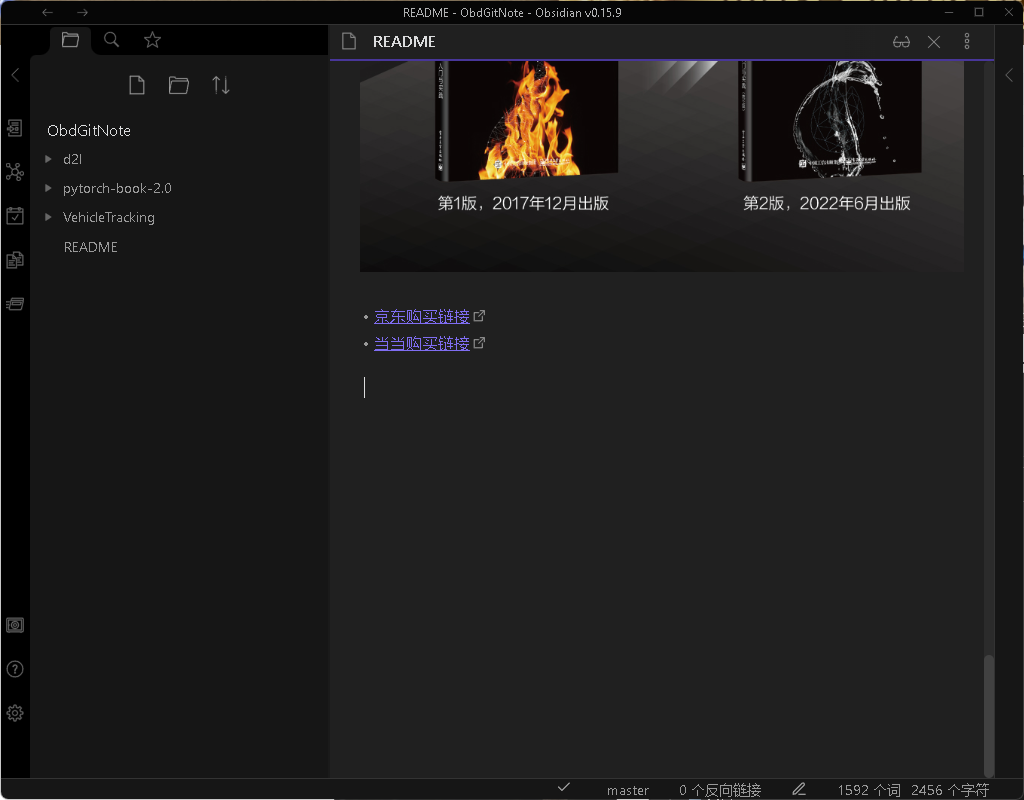 README - ObdGitNote - Obsidian v0.15.9
README
ObdGitNote
d2l
pytorch-book-2.0
VehicleTracking
README
第1版，2017年12月出版
第2版，2022年6月出版
京东购买链接
当当购买链接
master
0 个反向链接
1592 个词
2456 个字符